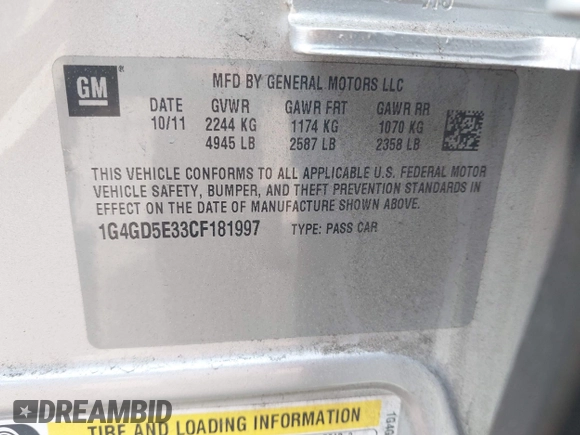 GM
MFD BY GENERAL MOTORS LLC
DATE GVWR GAWR FRT GAWR RR
10/11 2244 KG 1174 KG 1070 KG
4945 LB 2587 LB 2358 LB
THIS VEHICLE CONFORMS TO ALL APPLICABLE U.S. FEDERAL MOTOR
VEHICLE SAFETY, BUMPER, AND THEFT PREVENTION STANDARDS IN
EFFECT ON THE DATE OF MANUFACTURE SHOWN ABOVE.
1G4GD5E33CF181997 TYPE: PASS CAR
TIRE AND LOADING INFORMATION
DREAMBID